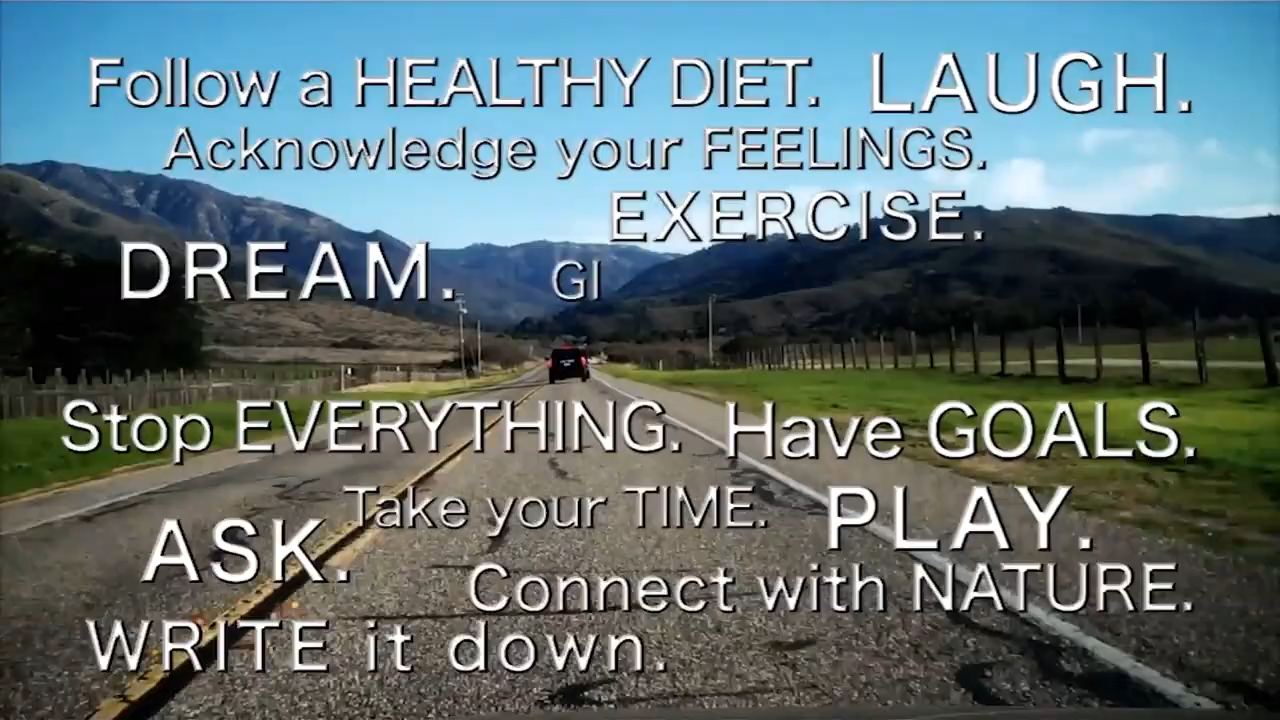 Follow a HEALTHY DIET. LAUGH.
Acknowledge your FEELINGS.
EXERCISE.
DREAM. GI
Stop EVERYTHING. Have GOALS.
Take your TIME. PLAY.
ASK.
Connect with NATURE.
WRITE it down.